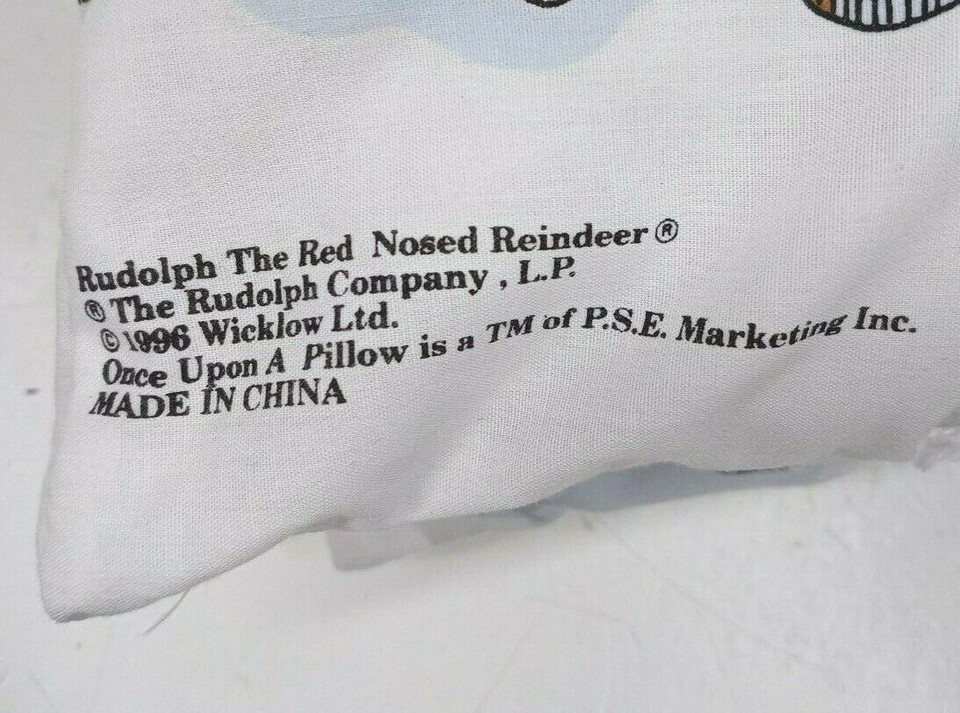 Rudolph The Red Nosed Reindeer ®
® The Rudolph Company , L.P.
© 1996 Wicklow Ltd.
Once Upon A Pillow is a TM of P.S.E. Marketing Inc.
MADE IN CHINA